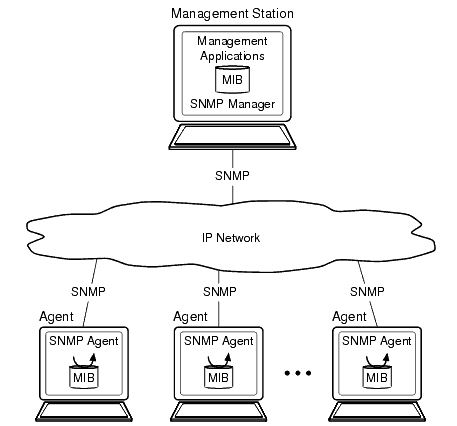 Management Station
Management
Applications
MIB
SNMP Manager
SNMP
IP Network
SNMP
SNMP
SNMP
Agent
Agent
Agent
SNMP Agent
SNMP Agent
SNMP Agent
MIB
MIB
MIB